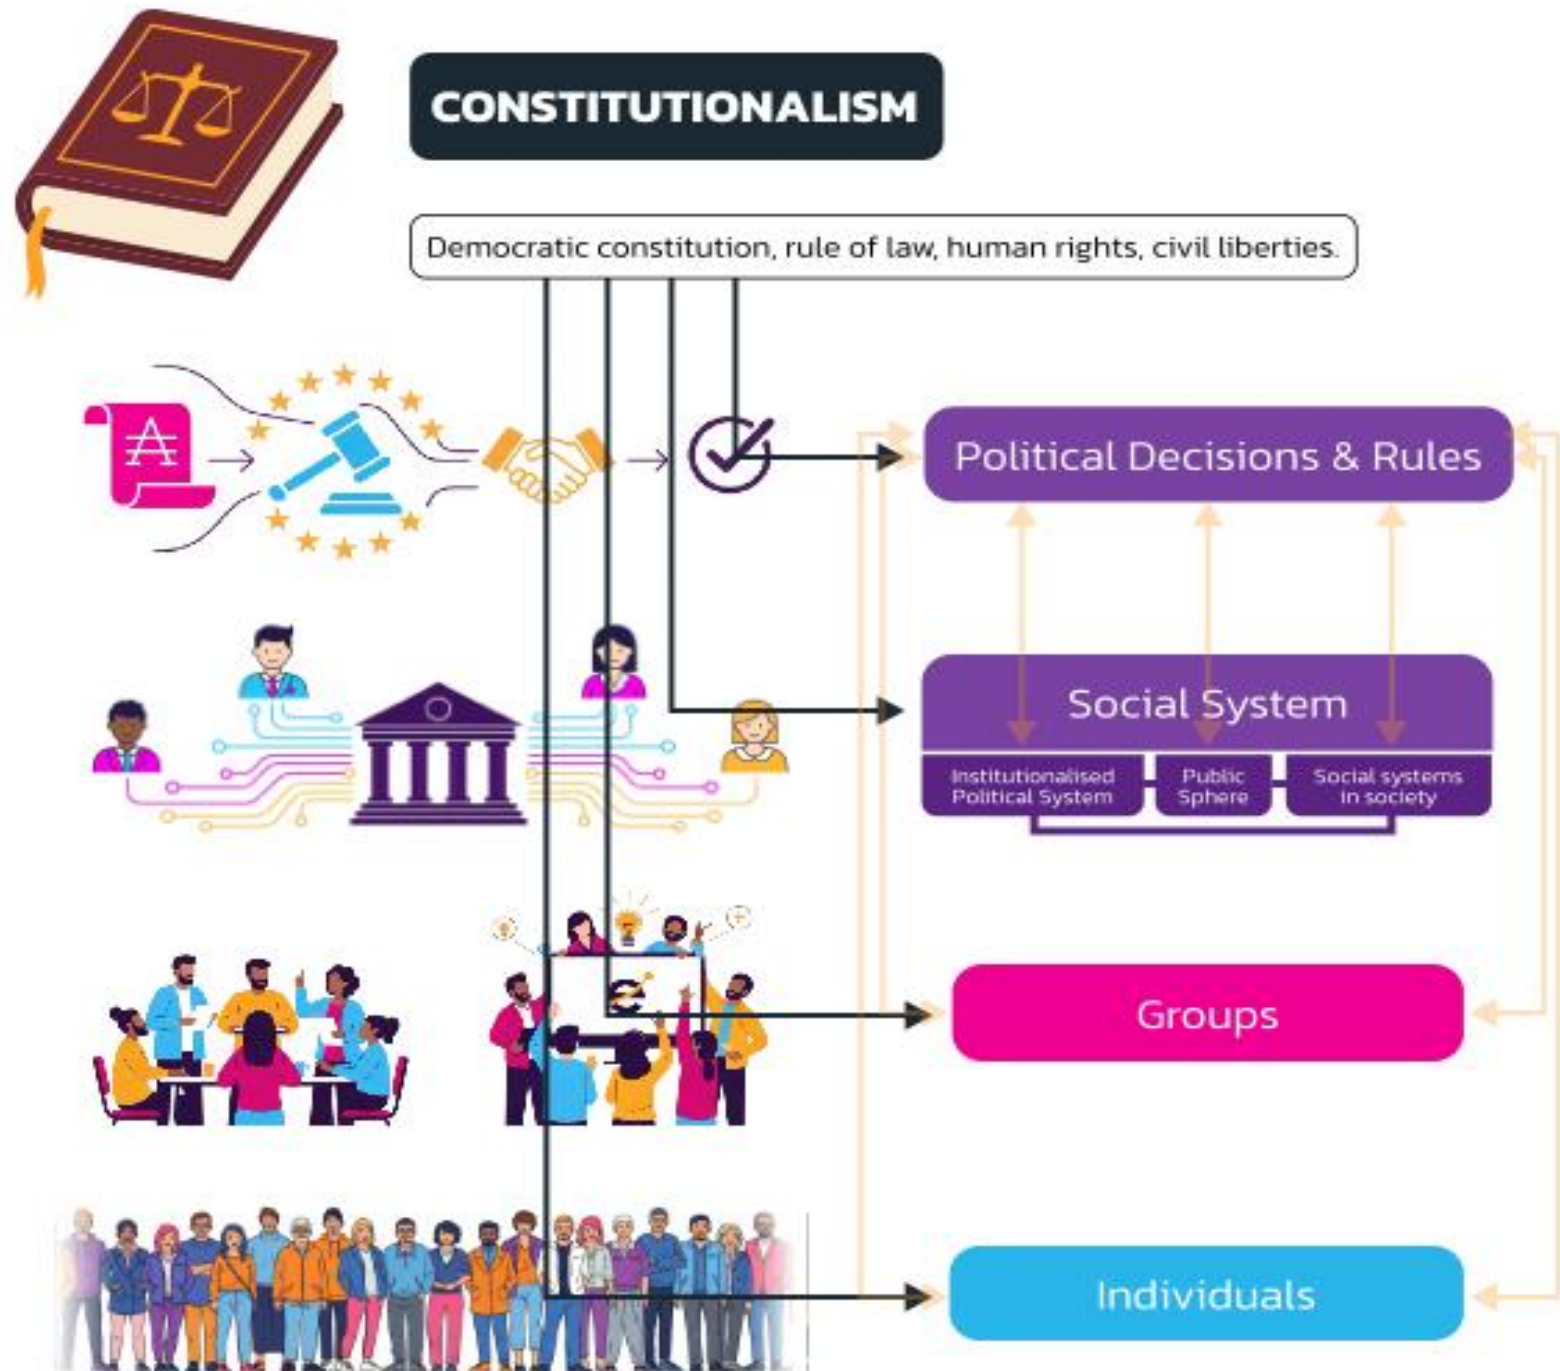 CONSTITUTIONALISM
Democratic constitution, rule of law, human rights, civil liberties.
Political Decisions & Rules
Social System
Institutionalised
Political System
Public
Sphere
Social systems
in society
Groups
Individuals